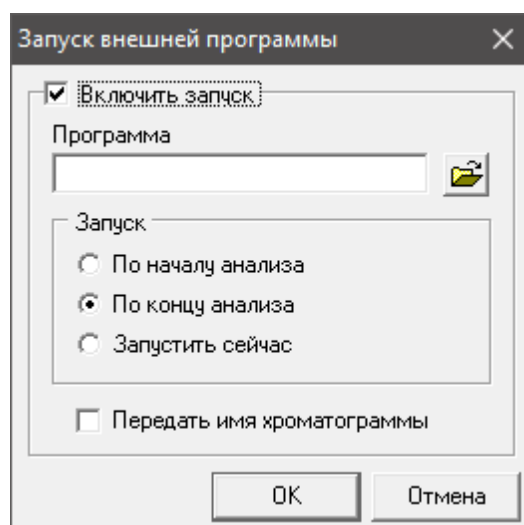 Запуск внешней программы
Включить запуск
Программа
Запуск
По началу анализа
По концу анализа
Запустить сейчас
Передать имя хроматограммы
OK Отмена